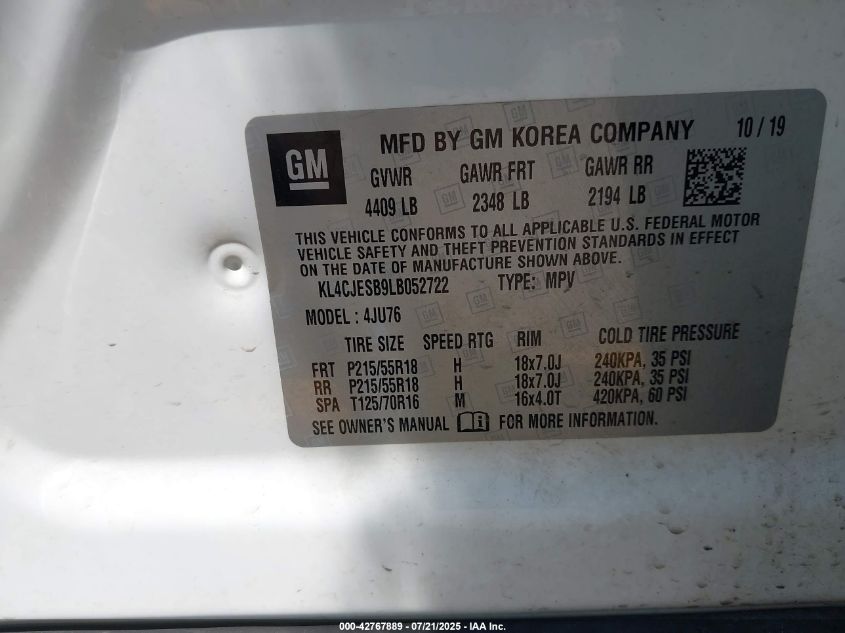 GM
MFD BY GM KOREA COMPANY 10 / 19
GVWR GAWR FRT GAWR RR
4409 LB 2348 LB 2194 LB
THIS VEHICLE CONFORMS TO ALL APPLICABLE U.S. FEDERAL MOTOR
VEHICLE SAFETY AND THEFT PREVENTION STANDARDS IN EFFECT
ON THE DATE OF MANUFACTURE SHOWN ABOVE.
KL4CJESB9LB052722 TYPE: MPV
MODEL : 4JU76
TIRE SIZE SPEED RTG RIM COLD TIRE PRESSURE
FRT P215/55R18 H 18x7.0J 240KPA, 35 PSI
RR P215/55R18 H 18x7.0J 240KPA, 35 PSI
SPA T125/70R16 M 16x4.0T 420KPA, 60 PSI
SEE OWNER'S MANUAL FOR MORE INFORMATION.
000-42767889 - 07/21/2025 - IAA Inc.